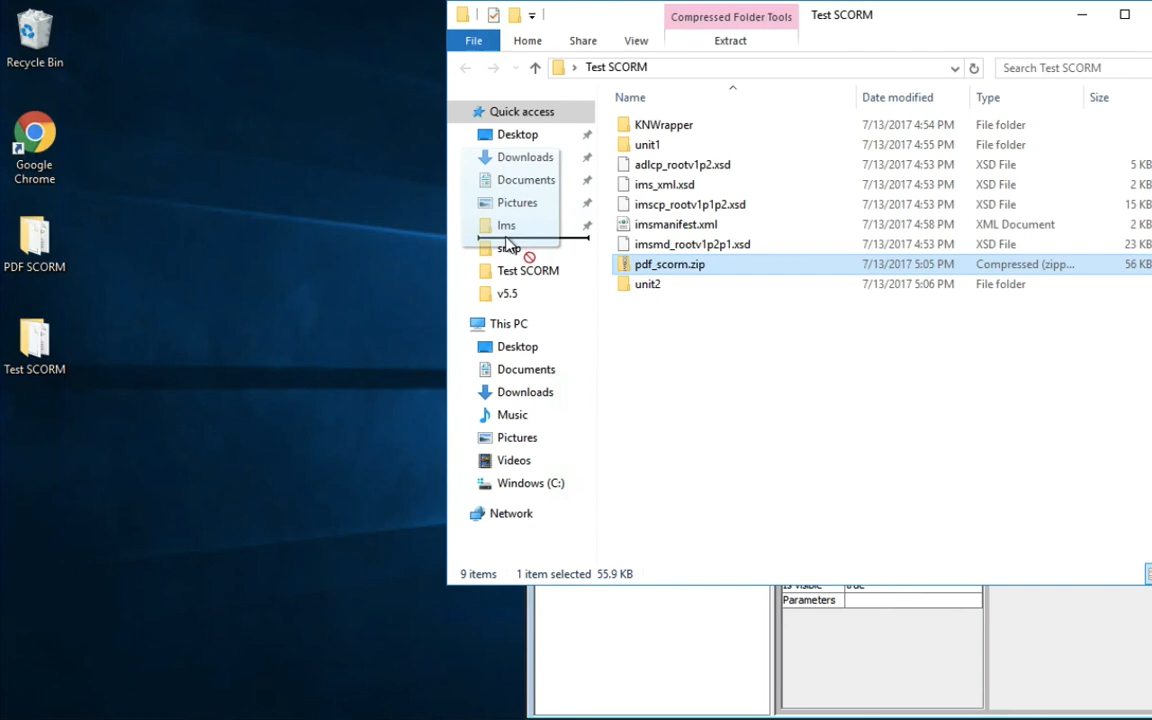 Recycle Bin
Google
Chrome
PDF SCORM
Test SCORM
Compressed Folder Tools
Test SCORM
File
Home
Share
View
Extract
Test SCORM
Search Test SCORM
Quick access
Desktop
Downloads
Documents
Pictures
lms
Test SCORM
v5.5
This PC
Desktop
Documents
Downloads
Music
Pictures
Videos
Windows (C:)
Network
Name Date modified Type Size
KNWrapper 7/13/2017 4:54 PM File folder
unit1 7/13/2017 4:55 PM File folder
adlcp_rootv1p2.xsd 7/13/2017 4:53 PM XSD File 5 KB
ims_xml.xsd 7/13/2017 4:53 PM XSD File 2 KB
imscp_rootv1p1p2.xsd 7/13/2017 4:53 PM XSD File 15 KB
imsmanifest.xml 7/13/2017 4:58 PM XML Document 2 KB
imsmd_rootv1p2p1.xsd 7/13/2017 4:53 PM XSD File 23 KB
pdf_scorm.zip 7/13/2017 5:05 PM Compressed (zipp... 56 KB
unit2 7/13/2017 5:06 PM File folder
9 items 1 item selected 55.9 KB
Parameters